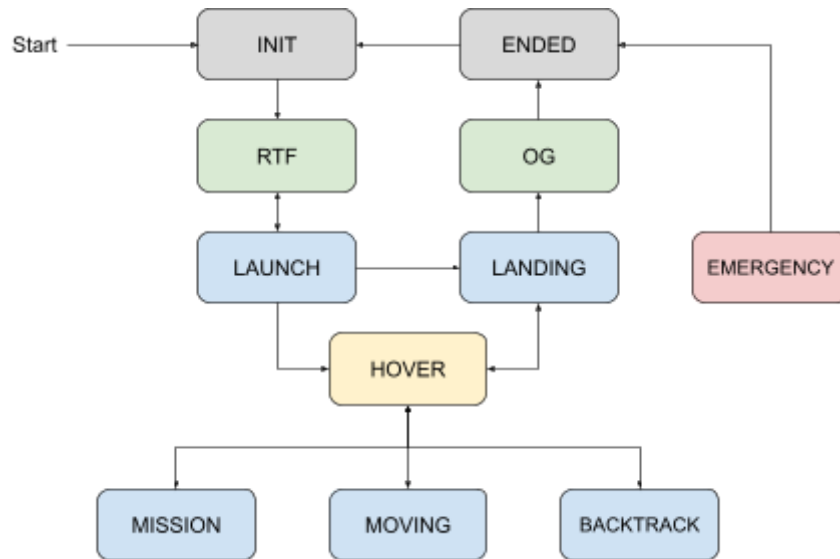 Start
INIT
ENDED
RTF
OG
LAUNCH
LANDING
EMERGENCY
HOVER
MISSION
MOVING
BACKTRACK